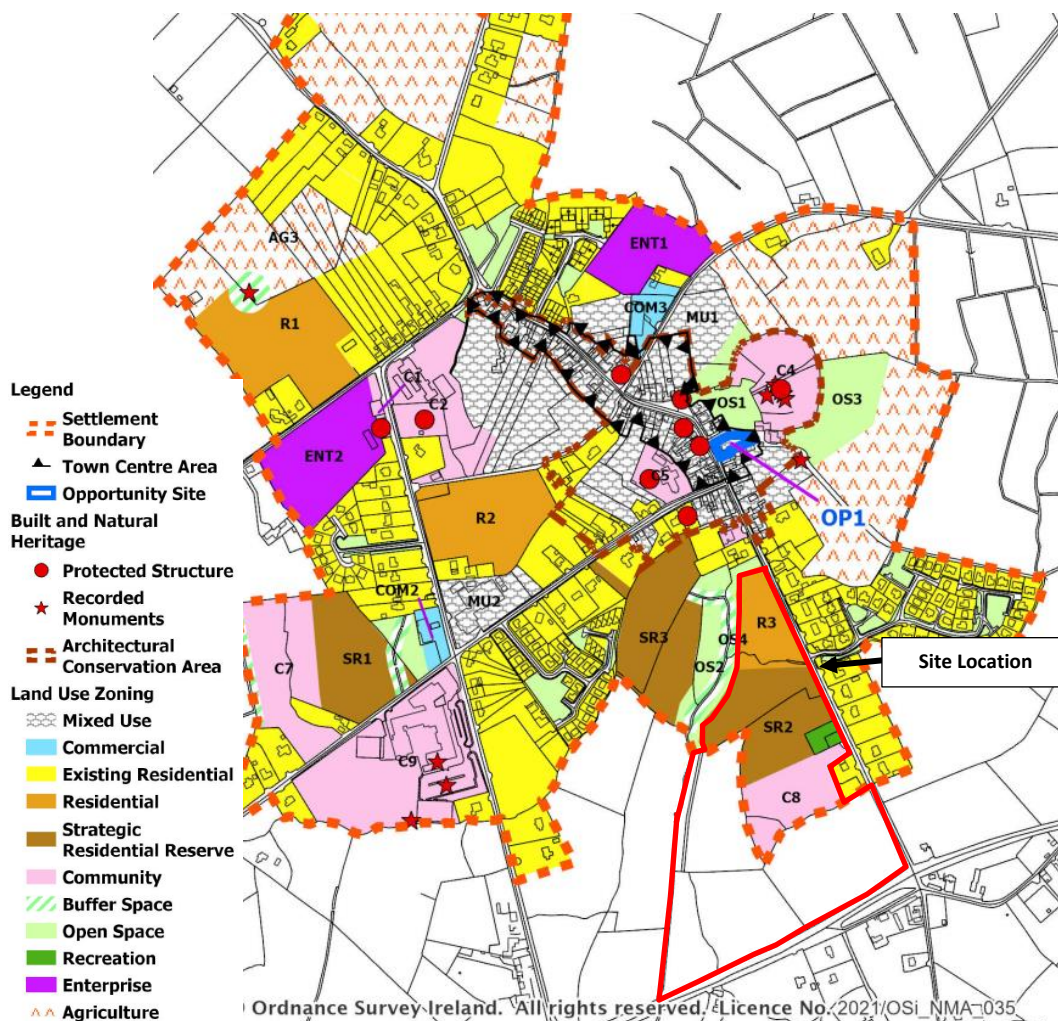 Legend
Settlement
Boundary
Town Centre Area
Opportunity Site
Built and Natural
Heritage
Protected Structure
Recorded
Monuments
Architectural
Conservation Area
Land Use Zoning
Mixed Use
Commercial
Existing Residential
Residential
Strategic
Residential Reserve
Community
Buffer Space
Open Space
Recreation
Enterprise
Agriculture
AG3
ENT1
COM3
MU1
R1
C1
C2
C4
OS1
OS3
ENT2
C5
OP1
R2
COM2
MU2
R3
SR3
OS4
OS2
Site Location
C7
SR1
SR2
C9
C8
Ordnance Survey Ireland. All rights reserved. Licence No. 2021/OSi_NMA_035